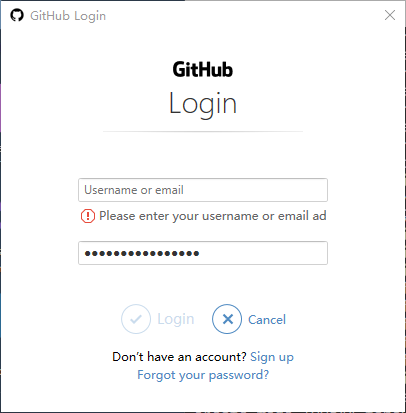 GitHub Login
GitHub
Login
Username or email
Please enter your username or email ad
Login
Cancel
Don't have an account? Sign up
Forgot your password?